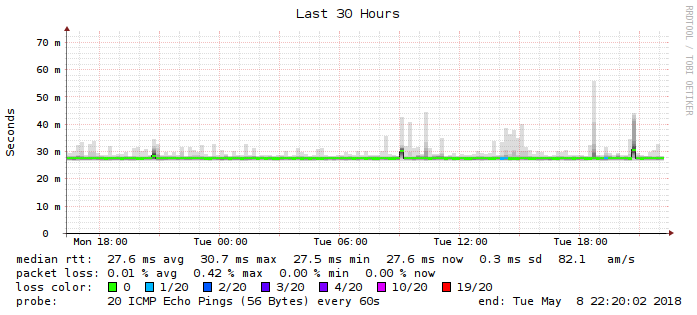 Last 30 Hours
RRDTOOL / TOBI OETIKER
Seconds
70 m
60 m
50 m
40 m
30 m
20 m
10 m
0
Mon 18:00 Tue 00:00 Tue 06:00 Tue 12:00 Tue 18:00
median rtt: 27.6 ms avg 30.7 ms max 27.5 ms min 27.6 ms now 0.3 ms sd 82.1 am/s
packet loss: 0.01 % avg 0.42 % max 0.00 % min 0.00 % now
loss color: 0 1/20 2/20 3/20 4/20 10/20 19/20
probe: 20 ICMP Echo Pings (56 Bytes) every 60s end: Tue May 8 22:20:02 2018